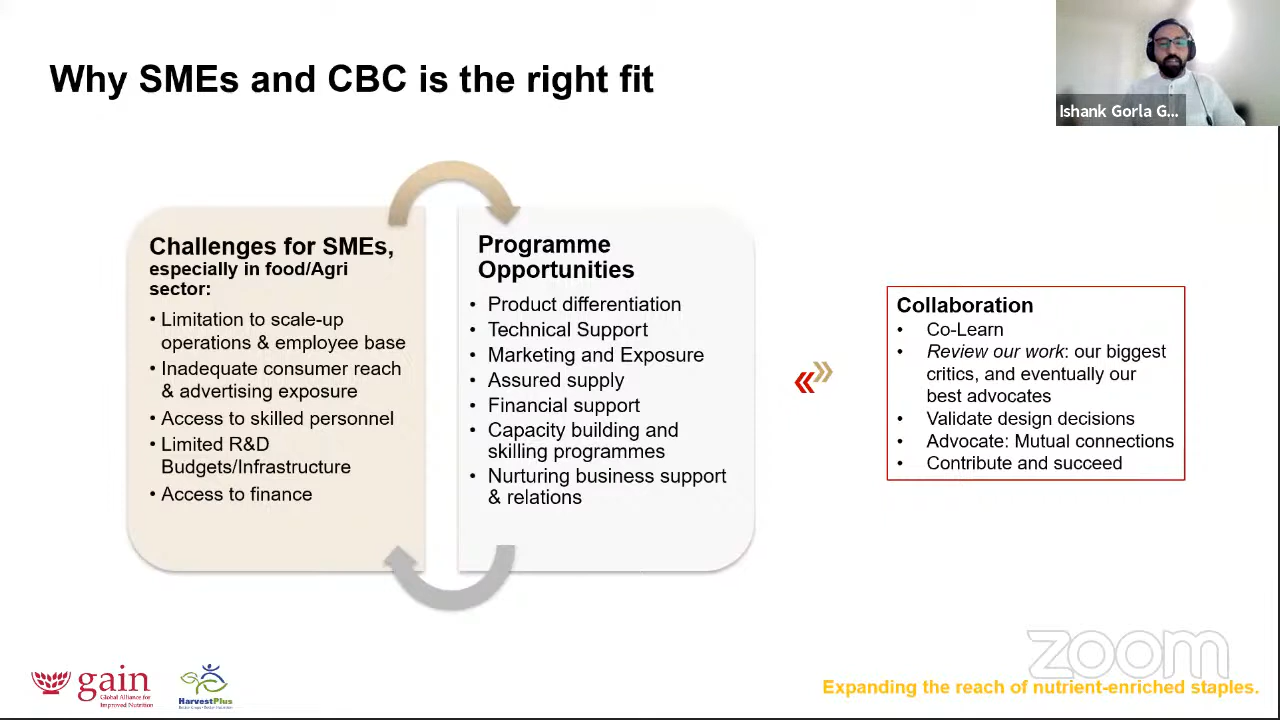 Why SMEs and CBC is the right fit
Ishank Gorla G...
Challenges for SMEs,
especially in food/Agri
sector:
• Limitation to scale-up
operations & employee base
• Inadequate consumer reach
& advertising exposure
• Access to skilled personnel
• Limited R&D
Budgets/Infrastructure
• Access to finance
Programme
Opportunities
• Product differentiation
• Technical Support
• Marketing and Exposure
• Assured supply
• Financial support
• Capacity building and
skilling programmes
• Nurturing business support
& relations
Collaboration
• Co-Learn
• Review our work: our biggest
critics, and eventually our
best advocates
• Validate design decisions
• Advocate: Mutual connections
• Contribute and succeed
gain
Global Alliance for
Improved Nutrition
HarvestPlus
zoom
Expanding the reach of nutrient-enriched staples.